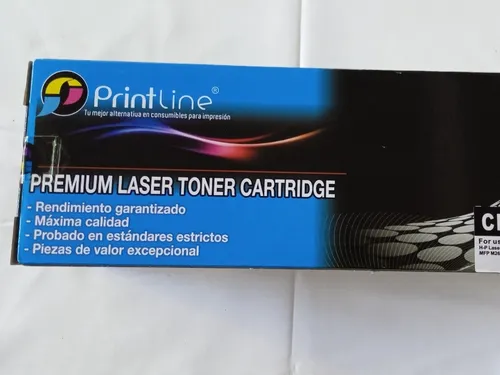 PrintLine®
Tu mejor alternativa en consumibles para impresión
PREMIUM LASER TONER CARTRIDGE
- Rendimiento garantizado
- Máxima calidad
- Probado en estándares estrictos
- Piezas de valor excepcional
For us
H-P Lase